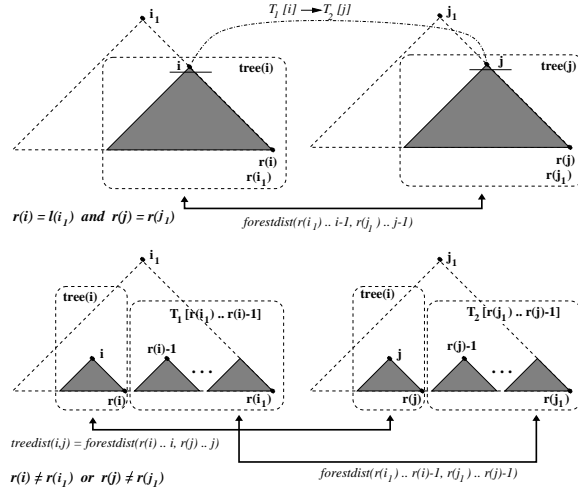 T1 [i] → T2 [j]
i1
j1
i
tree(i)
j
tree(j)
r(i)
r(i1)
r(j)
r(j1)
r(i) = l(i1) and r(j) = r(j1)
forestdist(r(i1) .. i-1, r(j1) .. j-1)
i1
j1
tree(i)
T1 [r(i1) .. r(i)-1]
tree(i)
T2 [r(j1) .. r(j)-1]
i
r(i)-1
...
j
r(j)-1
...
r(i)
r(i1)
r(j)
r(j1)
treedist(i,j) = forestdist(r(i) .. i, r(j) .. j)
r(i) ≠ r(i1) or r(j) ≠ r(j1)
forestdist(r(i1) .. r(i)-1, r(j1) .. r(j)-1)